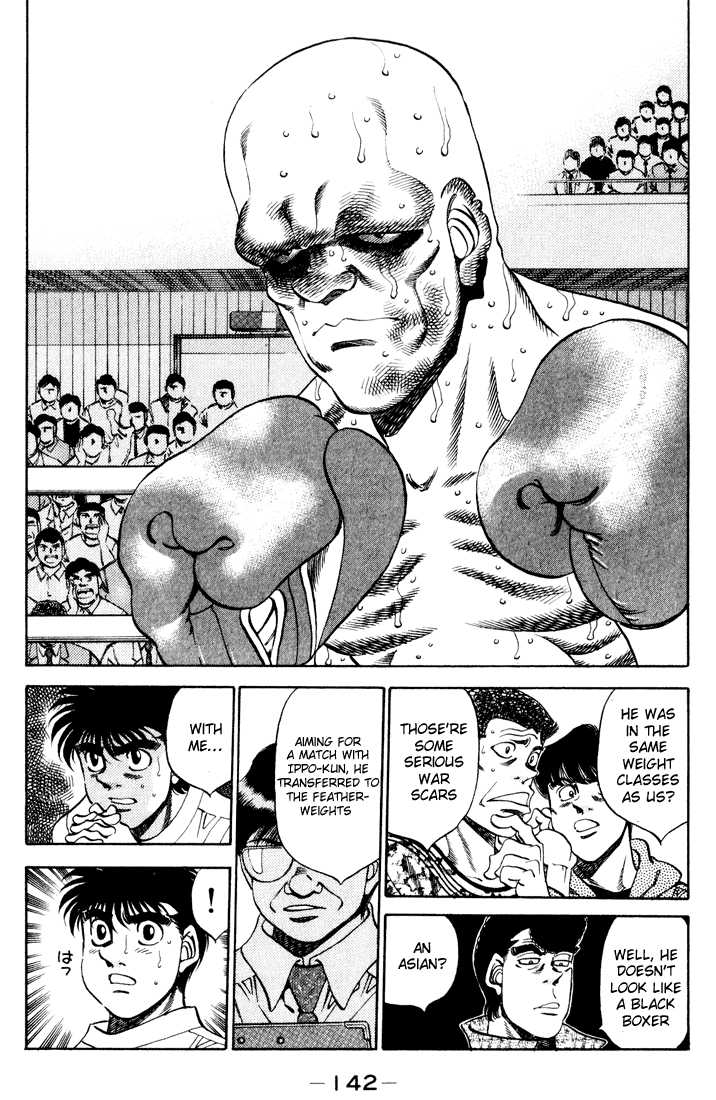 HE WAS
IN THE
SAME
WEIGHT
CLASSES
AS US?
THOSE'RE
SOME
SERIOUS
WAR
SCARS
WELL, HE
DOESN'T
LOOK LIKE
A BLACK
BOXER
AN
ASIAN?
AIMING FOR
A MATCH WITH
IPPO-KUN, HE
TRANSFERRED TO
THE FEATHER-
WEIGHTS
WITH
ME...
!
はっ
-142-